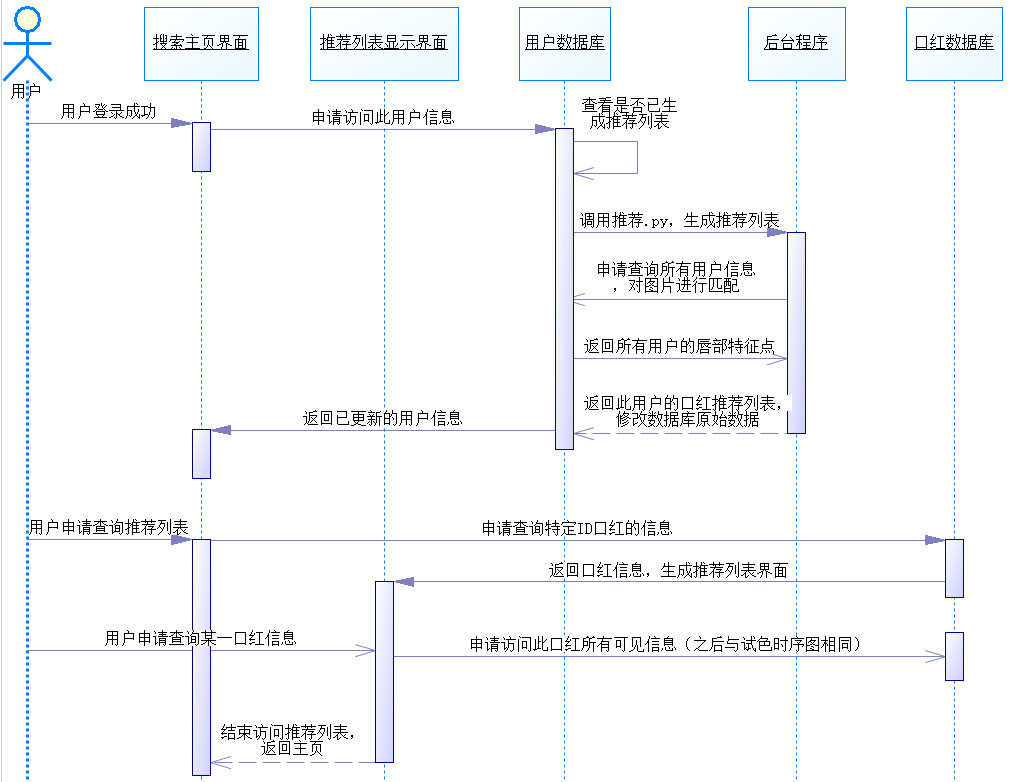 搜索主页界面
推荐列表显示界面
用户数据库
后台程序
口红数据库
用户
用户登录成功
申请访问此用户信息
查看是否已生
成推荐列表
调用推荐.py，生成推荐列表
申请查询所有用户信息
，对图片进行匹配
返回所有用户的唇部特征点
返回此用户的口红推荐列表，
修改数据库原始数据
返回已更新的用户信息
用户申请查询推荐列表
申请查询特定ID口红的信息
返回口红信息，生成推荐列表界面
用户申请查询某一口红信息
申请访问此口红所有可见信息（之后与试色时序图相同）
结束访问推荐列表，
返回主页